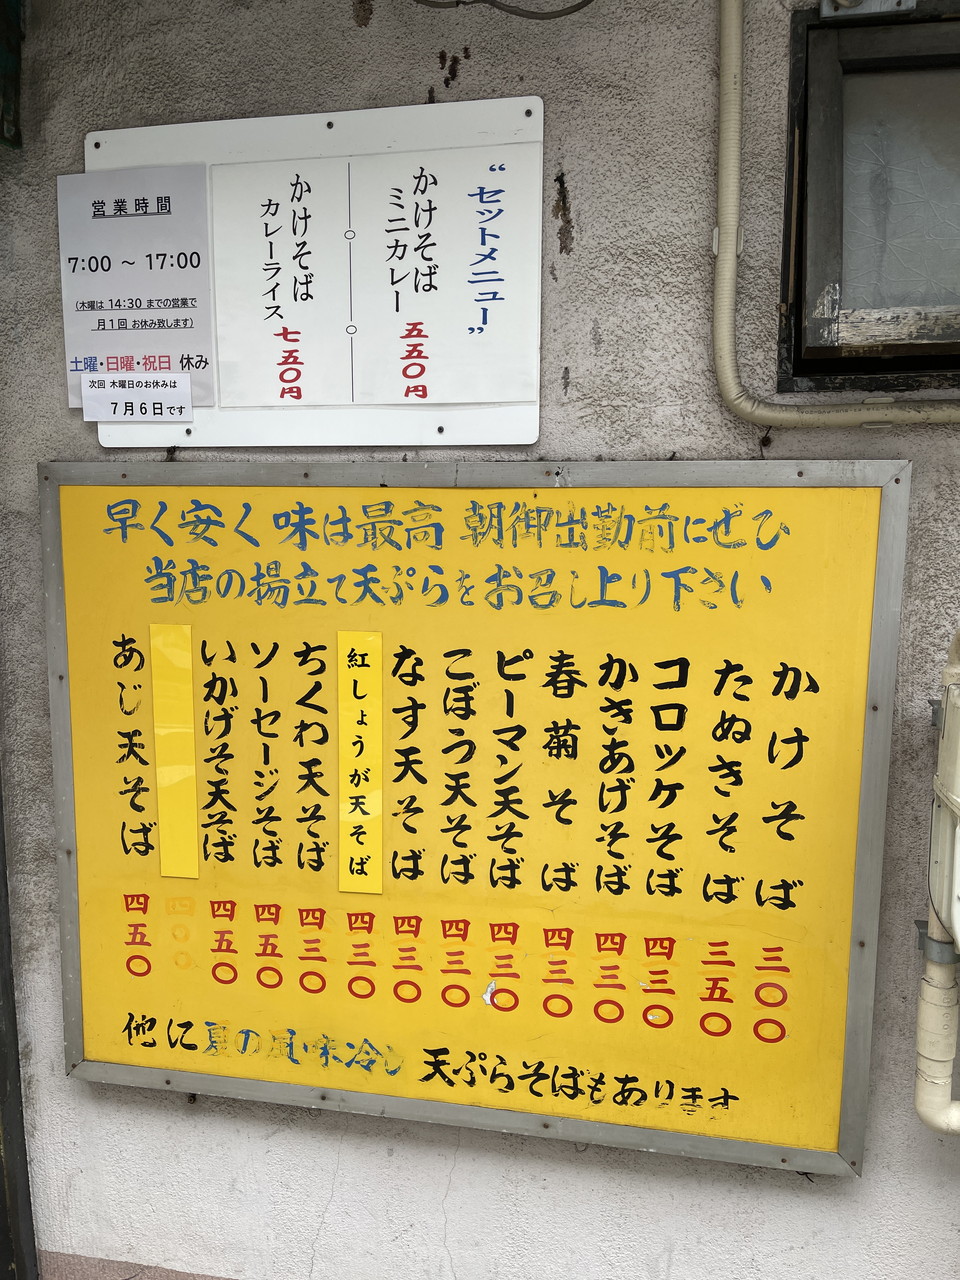 営業時間
7:00 ～ 17:00
(木曜は 14:30 までの営業で
月1回 お休み致します)
土曜・日曜・祝日 休み
次回 木曜日のお休みは
7月6日です
“セットメニュー”
かけそば
ミニカレー 五五〇円
かけそば
カレーライス 七五〇円
早く安く 味は最高 朝御出勤前にぜひ
当店の揚立て天ぷらをお召し上り下さい
かけそば 三〇〇
たぬきそば 三五〇
コロッケそば 四三〇
かきあげそば 四三〇
春菊そば 四三〇
ピーマン天そば 四三〇
ごぼう天そば 四三〇
なす天そば 四三〇
紅しょうが天そば 四三〇
ちくわ天そば 四三〇
ソーセージそば 四五〇
いかげそ天そば 四五〇
四〇〇
あじ天そば 四五〇
他に夏の風味冷し 天ぷらそばもあります